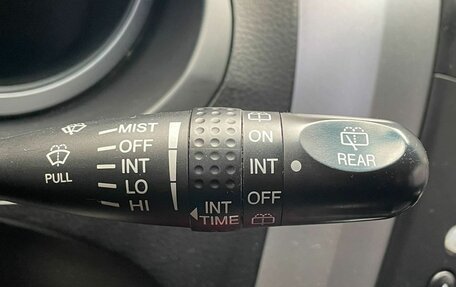 MIST
OFF
INT
LO
HI
PULL
INT
TIME
ON
INT
OFF
REAR